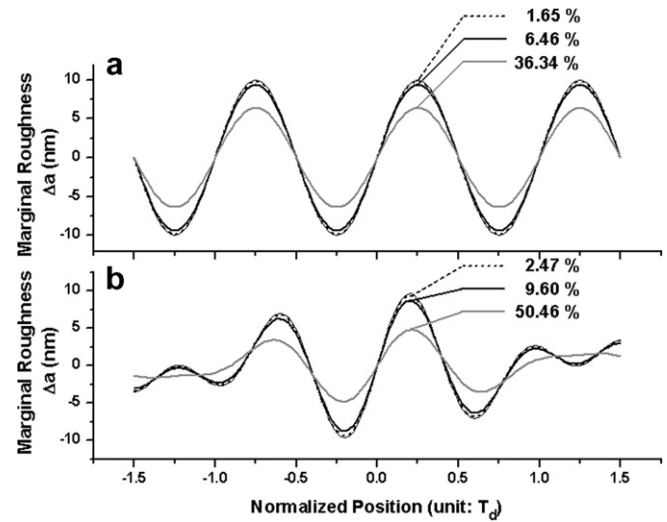 a
1.65 %
6.46 %
36.34 %
Marginal Roughness
Δa (nm)
10
5
0
-5
-10
b
2.47 %
9.60 %
50.46 %
Marginal Roughness
Δa (nm)
10
5
0
-5
-10
-1.5 -1.0 -0.5 0.0 0.5 1.0 1.5
Normalized Position (unit: T_d)